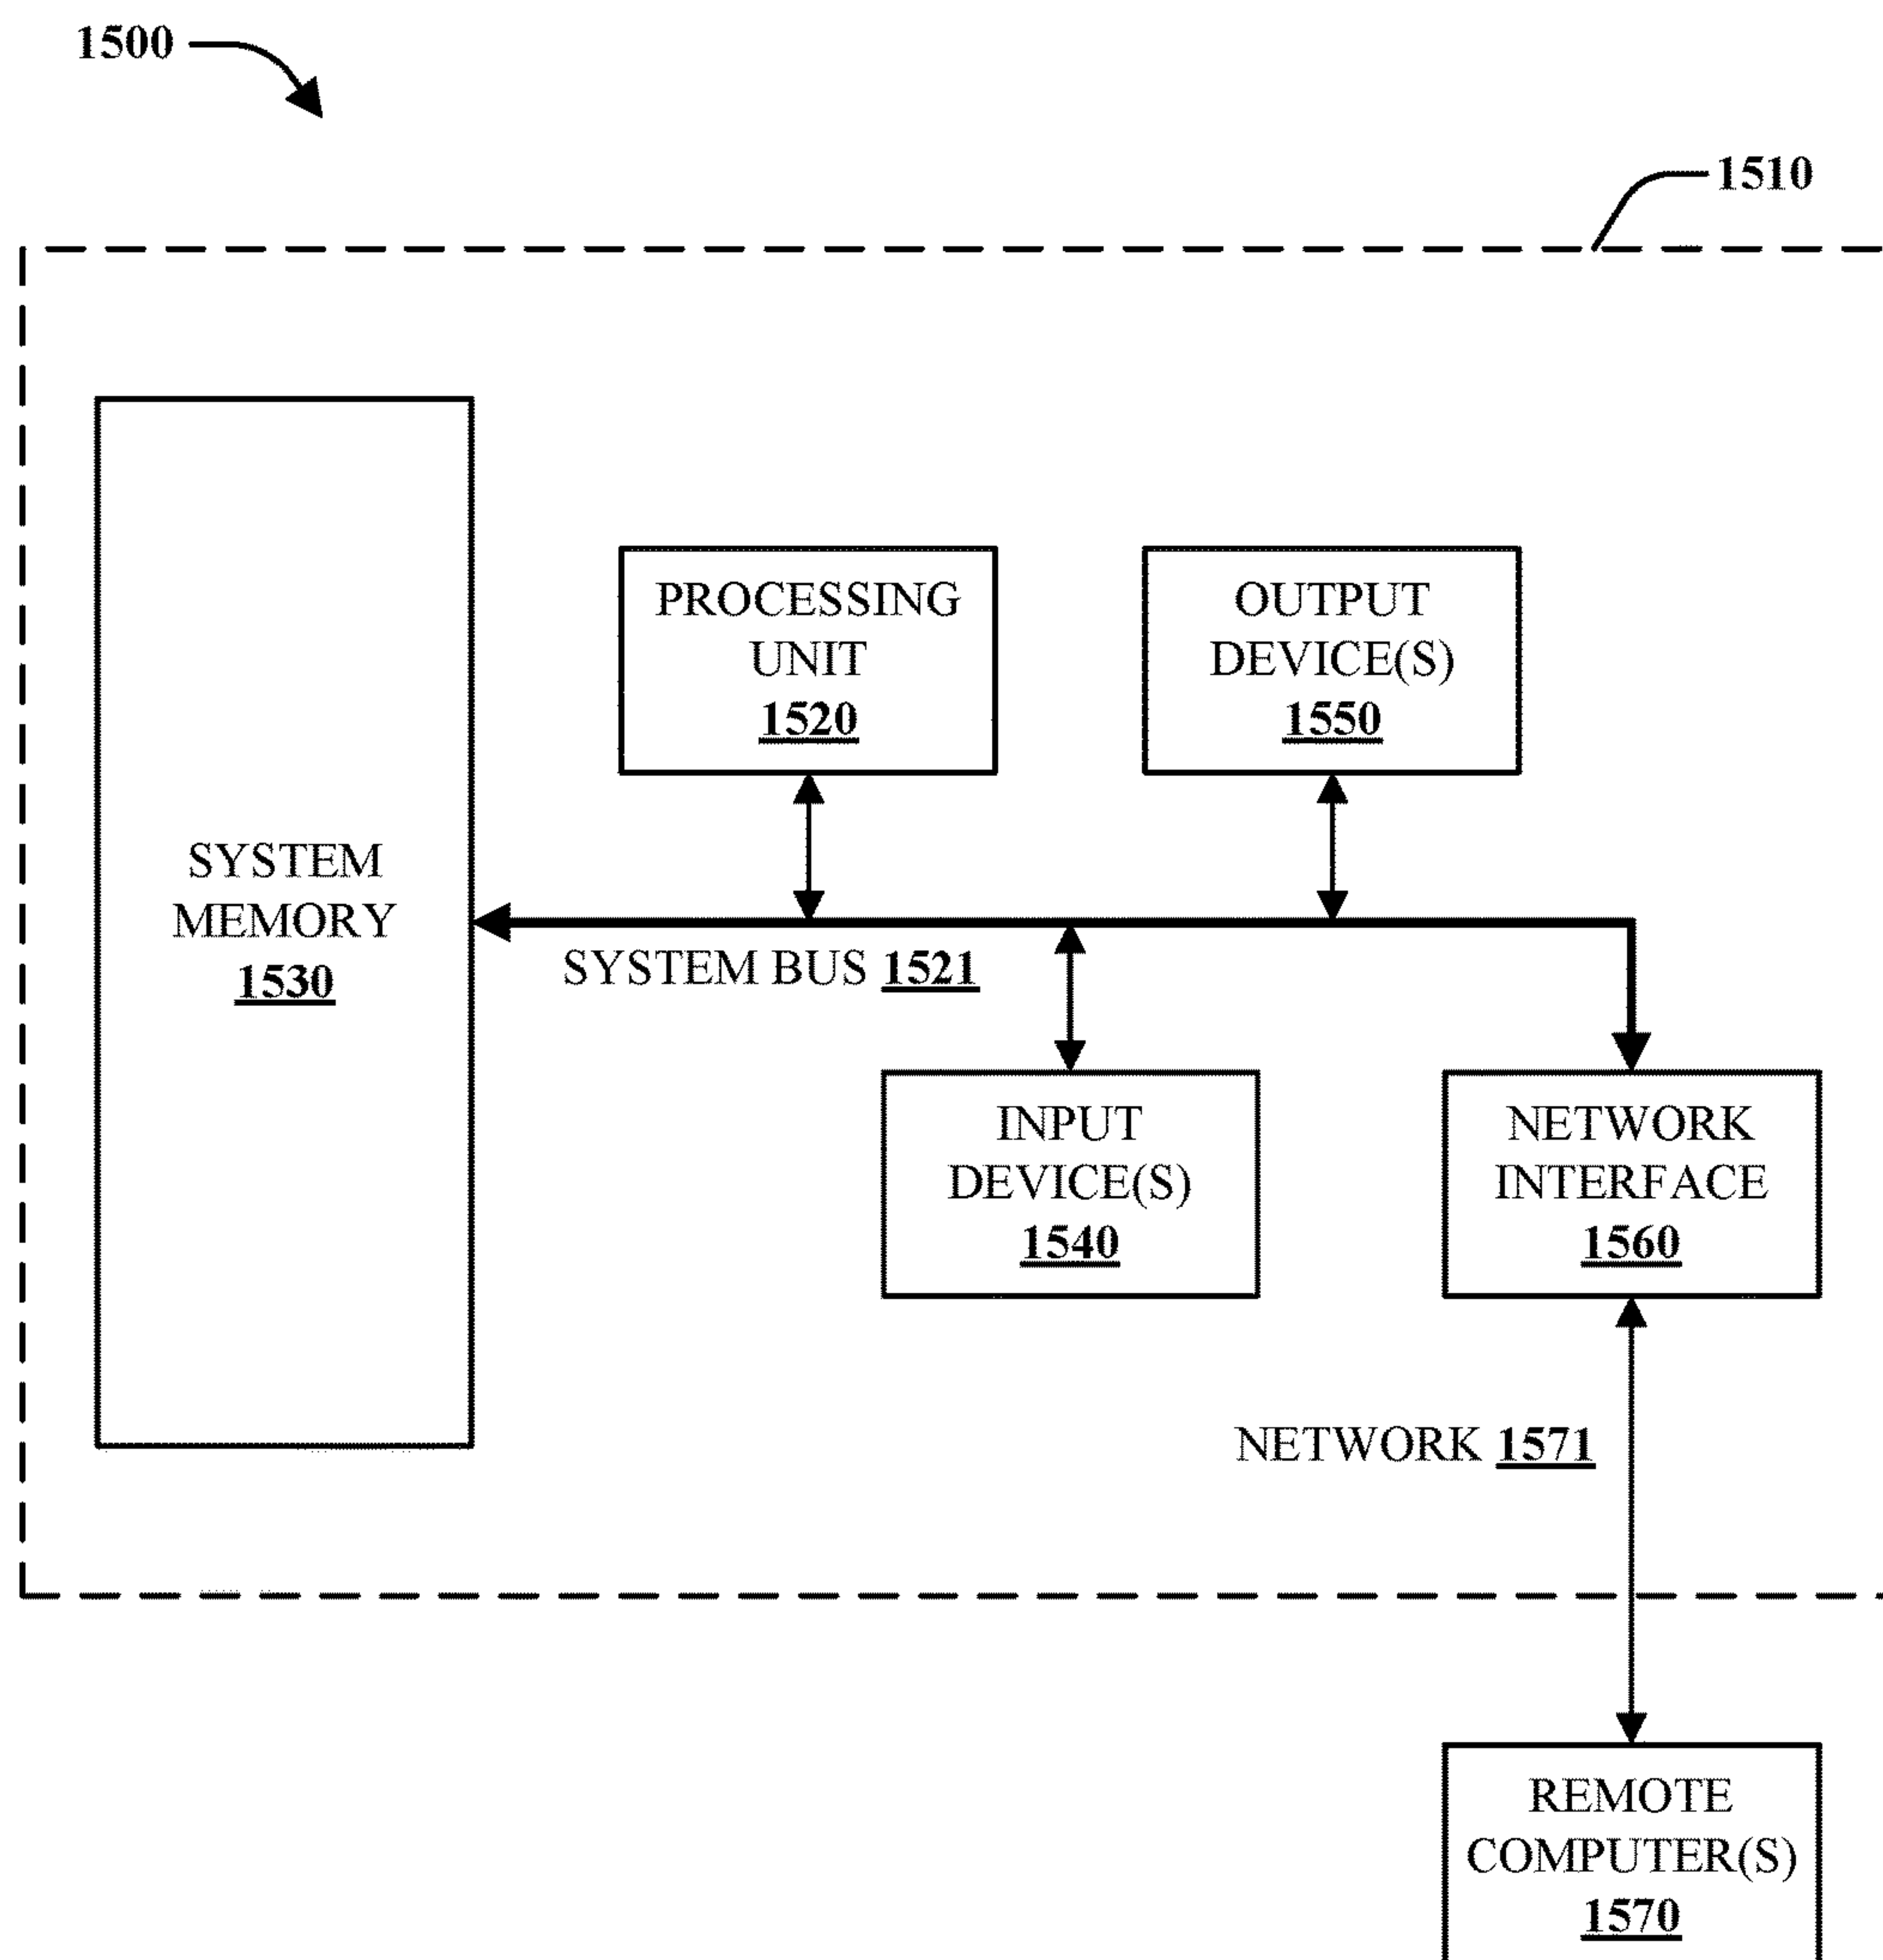 1500
1510
PROCESSING
UNIT
1520
OUTPUT
DEVICE(S)
1550
SYSTEM
MEMORY
1530
SYSTEM BUS 1521
INPUT
DEVICE(S)
1540
NETWORK
INTERFACE
1560
NETWORK 1571
REMOTE
COMPUTER(S)
1570